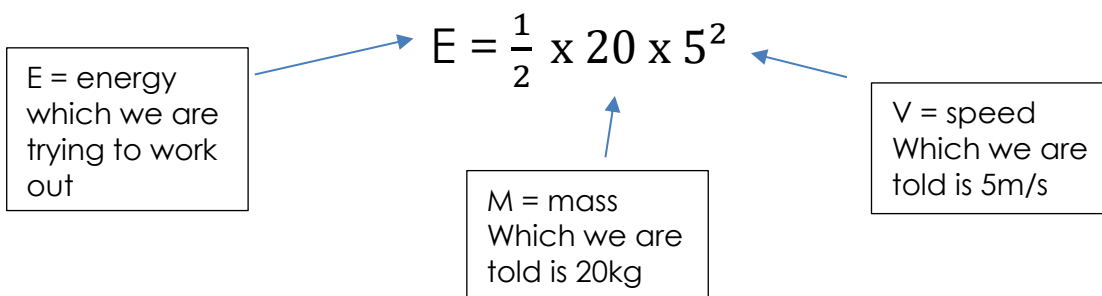 E = 1/2 x 20 x 5²
E = energy
which we are
trying to work
out
M = mass
Which we are
told is 20kg
V = speed
Which we are
told is 5m/s